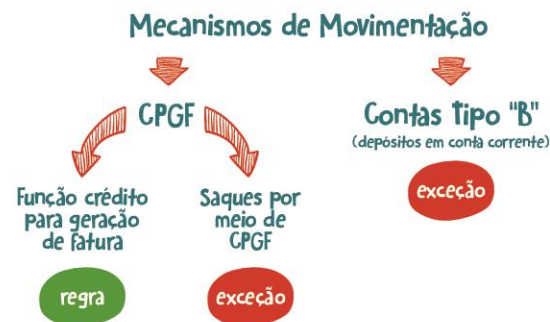 Mecanismos de Movimentação
CPGF
Contas Tipo "B"
(depósitos em conta corrente)
exceção
Função crédito
para geração
de fatura
regra
Saques por
meio de
CPGF
exceção